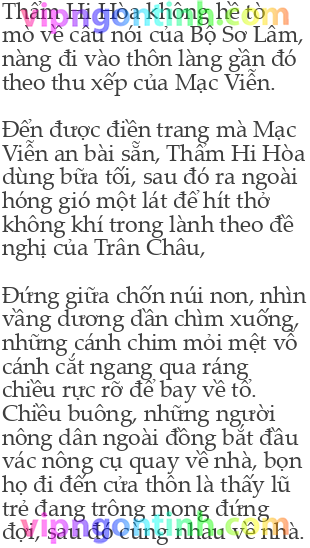 Thẩm Hi Hòa không hề tò
mò về câu nói của Bộ Sơ Lâm,
nàng đi vào thôn làng gần đó
theo thu xếp của Mạc Viễn.
Đến được điền trang mà Mạc
Viễn an bài sẵn, Thẩm Hi Hòa
dùng bữa tối, sau đó ra ngoài
hóng gió một lát để hít thở
không khí trong lành theo đề
nghị của Trân Châu,
Đứng giữa chốn núi non, nhìn
vầng dương dần chìm xuống,
những cánh chim mỏi mệt vỗ
cánh cắt ngang qua ráng
chiều rực rỡ để bay về tổ.
Chiều buông, những người
nông dân ngoài đồng bắt đầu
vác nông cụ quay về nhà, bọn
họ đi đến cửa thôn là thấy lũ
trẻ đang trông mong đứng
đợi, sau đó cùng nhau về nhà.
vipngontinh.com
vipngontinh.com